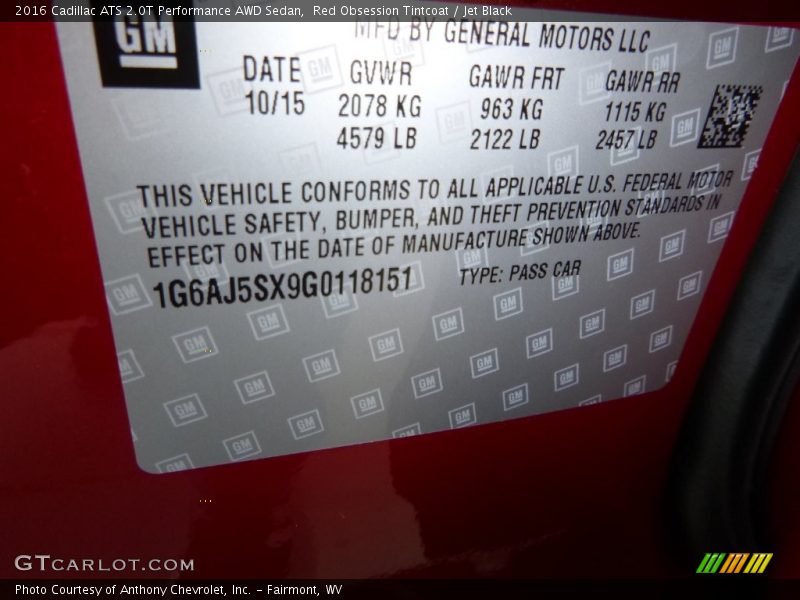 2016 Cadillac ATS 2.0T Performance AWD Sedan, Red Obsession Tintcoat / Jet Black
GM
MFD BY GENERAL MOTORS LLC
DATE GVWR GAWR FRT GAWR RR
10/15 2078 KG 963 KG 1115 KG
4579 LB 2122 LB 2457 LB
THIS VEHICLE CONFORMS TO ALL APPLICABLE U.S. FEDERAL MOTOR
VEHICLE SAFETY, BUMPER, AND THEFT PREVENTION STANDARDS IN
EFFECT ON THE DATE OF MANUFACTURE SHOWN ABOVE.
1G6AJ5SX9G0118151 TYPE: PASS CAR
GTCARLOT.COM
Photo Courtesy of Anthony Chevrolet, Inc. - Fairmont, WV